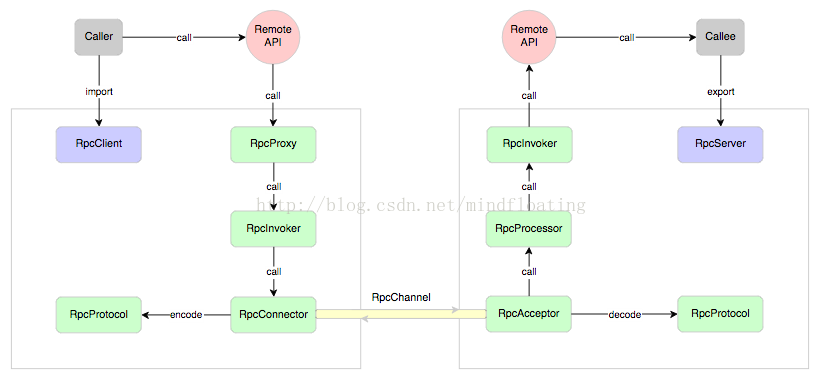 Caller
call
Remote
API
Remote
API
call
Callee
import
call
call
export
RpcClient
RpcProxy
RpcInvoker
RpcServer
call
call
http://blog.csdn.net/mindfloating
RpcInvoker
RpcProcessor
call
call
RpcChannel
RpcProtocol
encode
RpcConnector
RpcAcceptor
decode
RpcProtocol